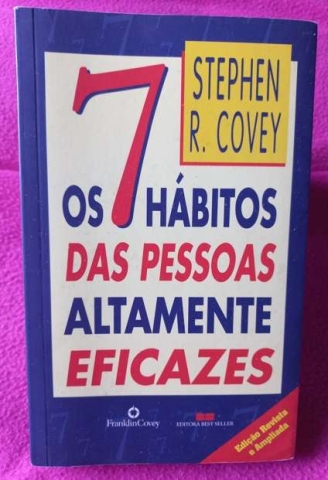 STEPHEN
R. COVEY
OS 7 HÁBITOS
DAS PESSOAS
ALTAMENTE
EFICAZES
FranklinCovey
EDITORA BEST SELLER
Edição Revista
e Ampliada